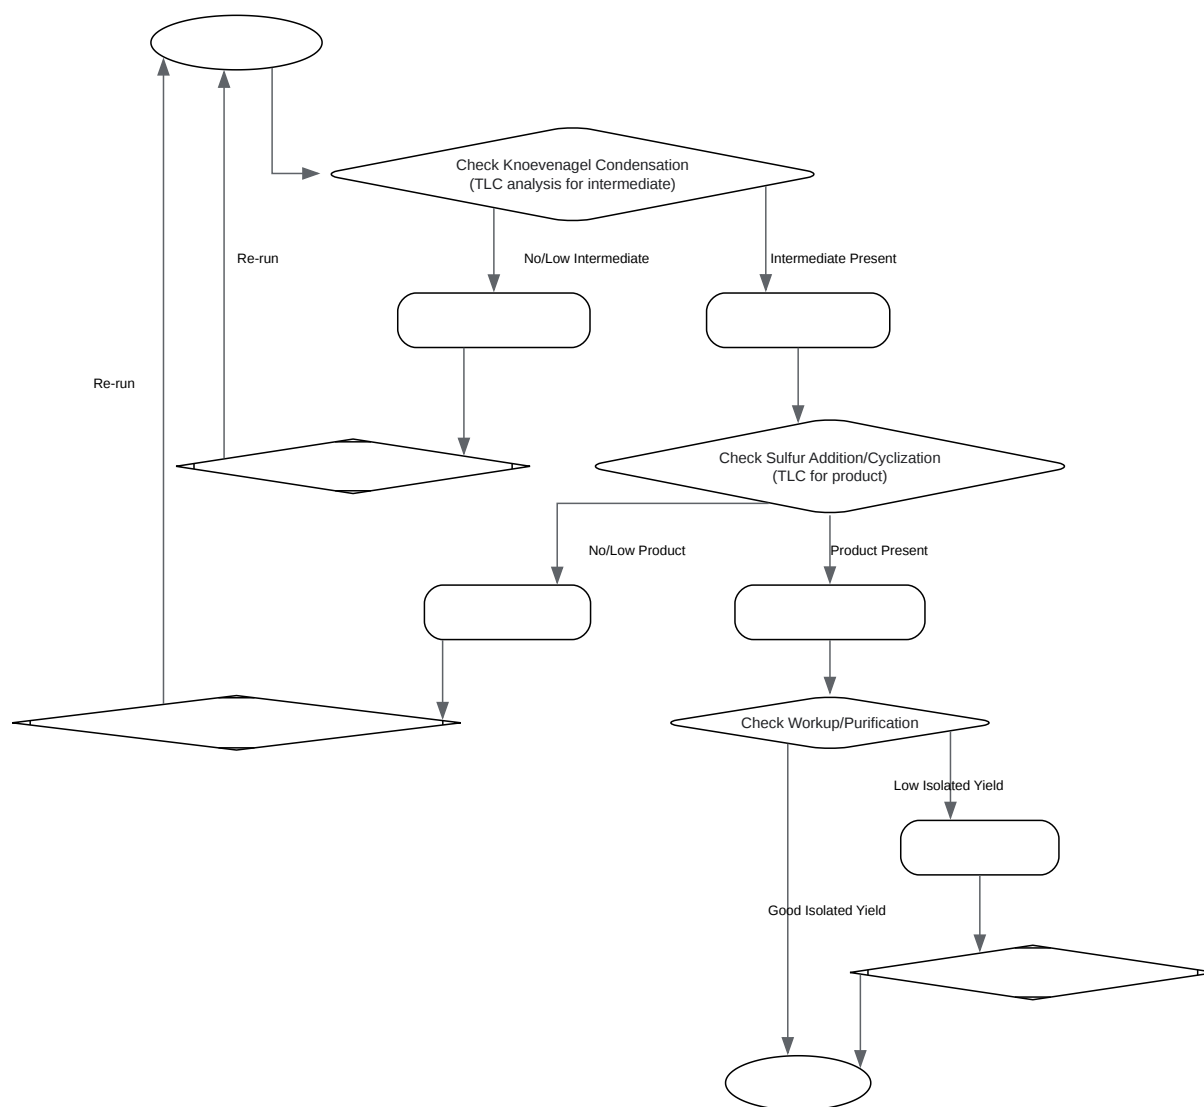 Check Knoevenagel Condensation
(TLC analysis for intermediate)
Re-run
No/Low Intermediate
Intermediate Present
Re-run
Check Sulfur Addition/Cyclization
(TLC for product)
No/Low Product
Product Present
Check Workup/Purification
Low Isolated Yield
Good Isolated Yield